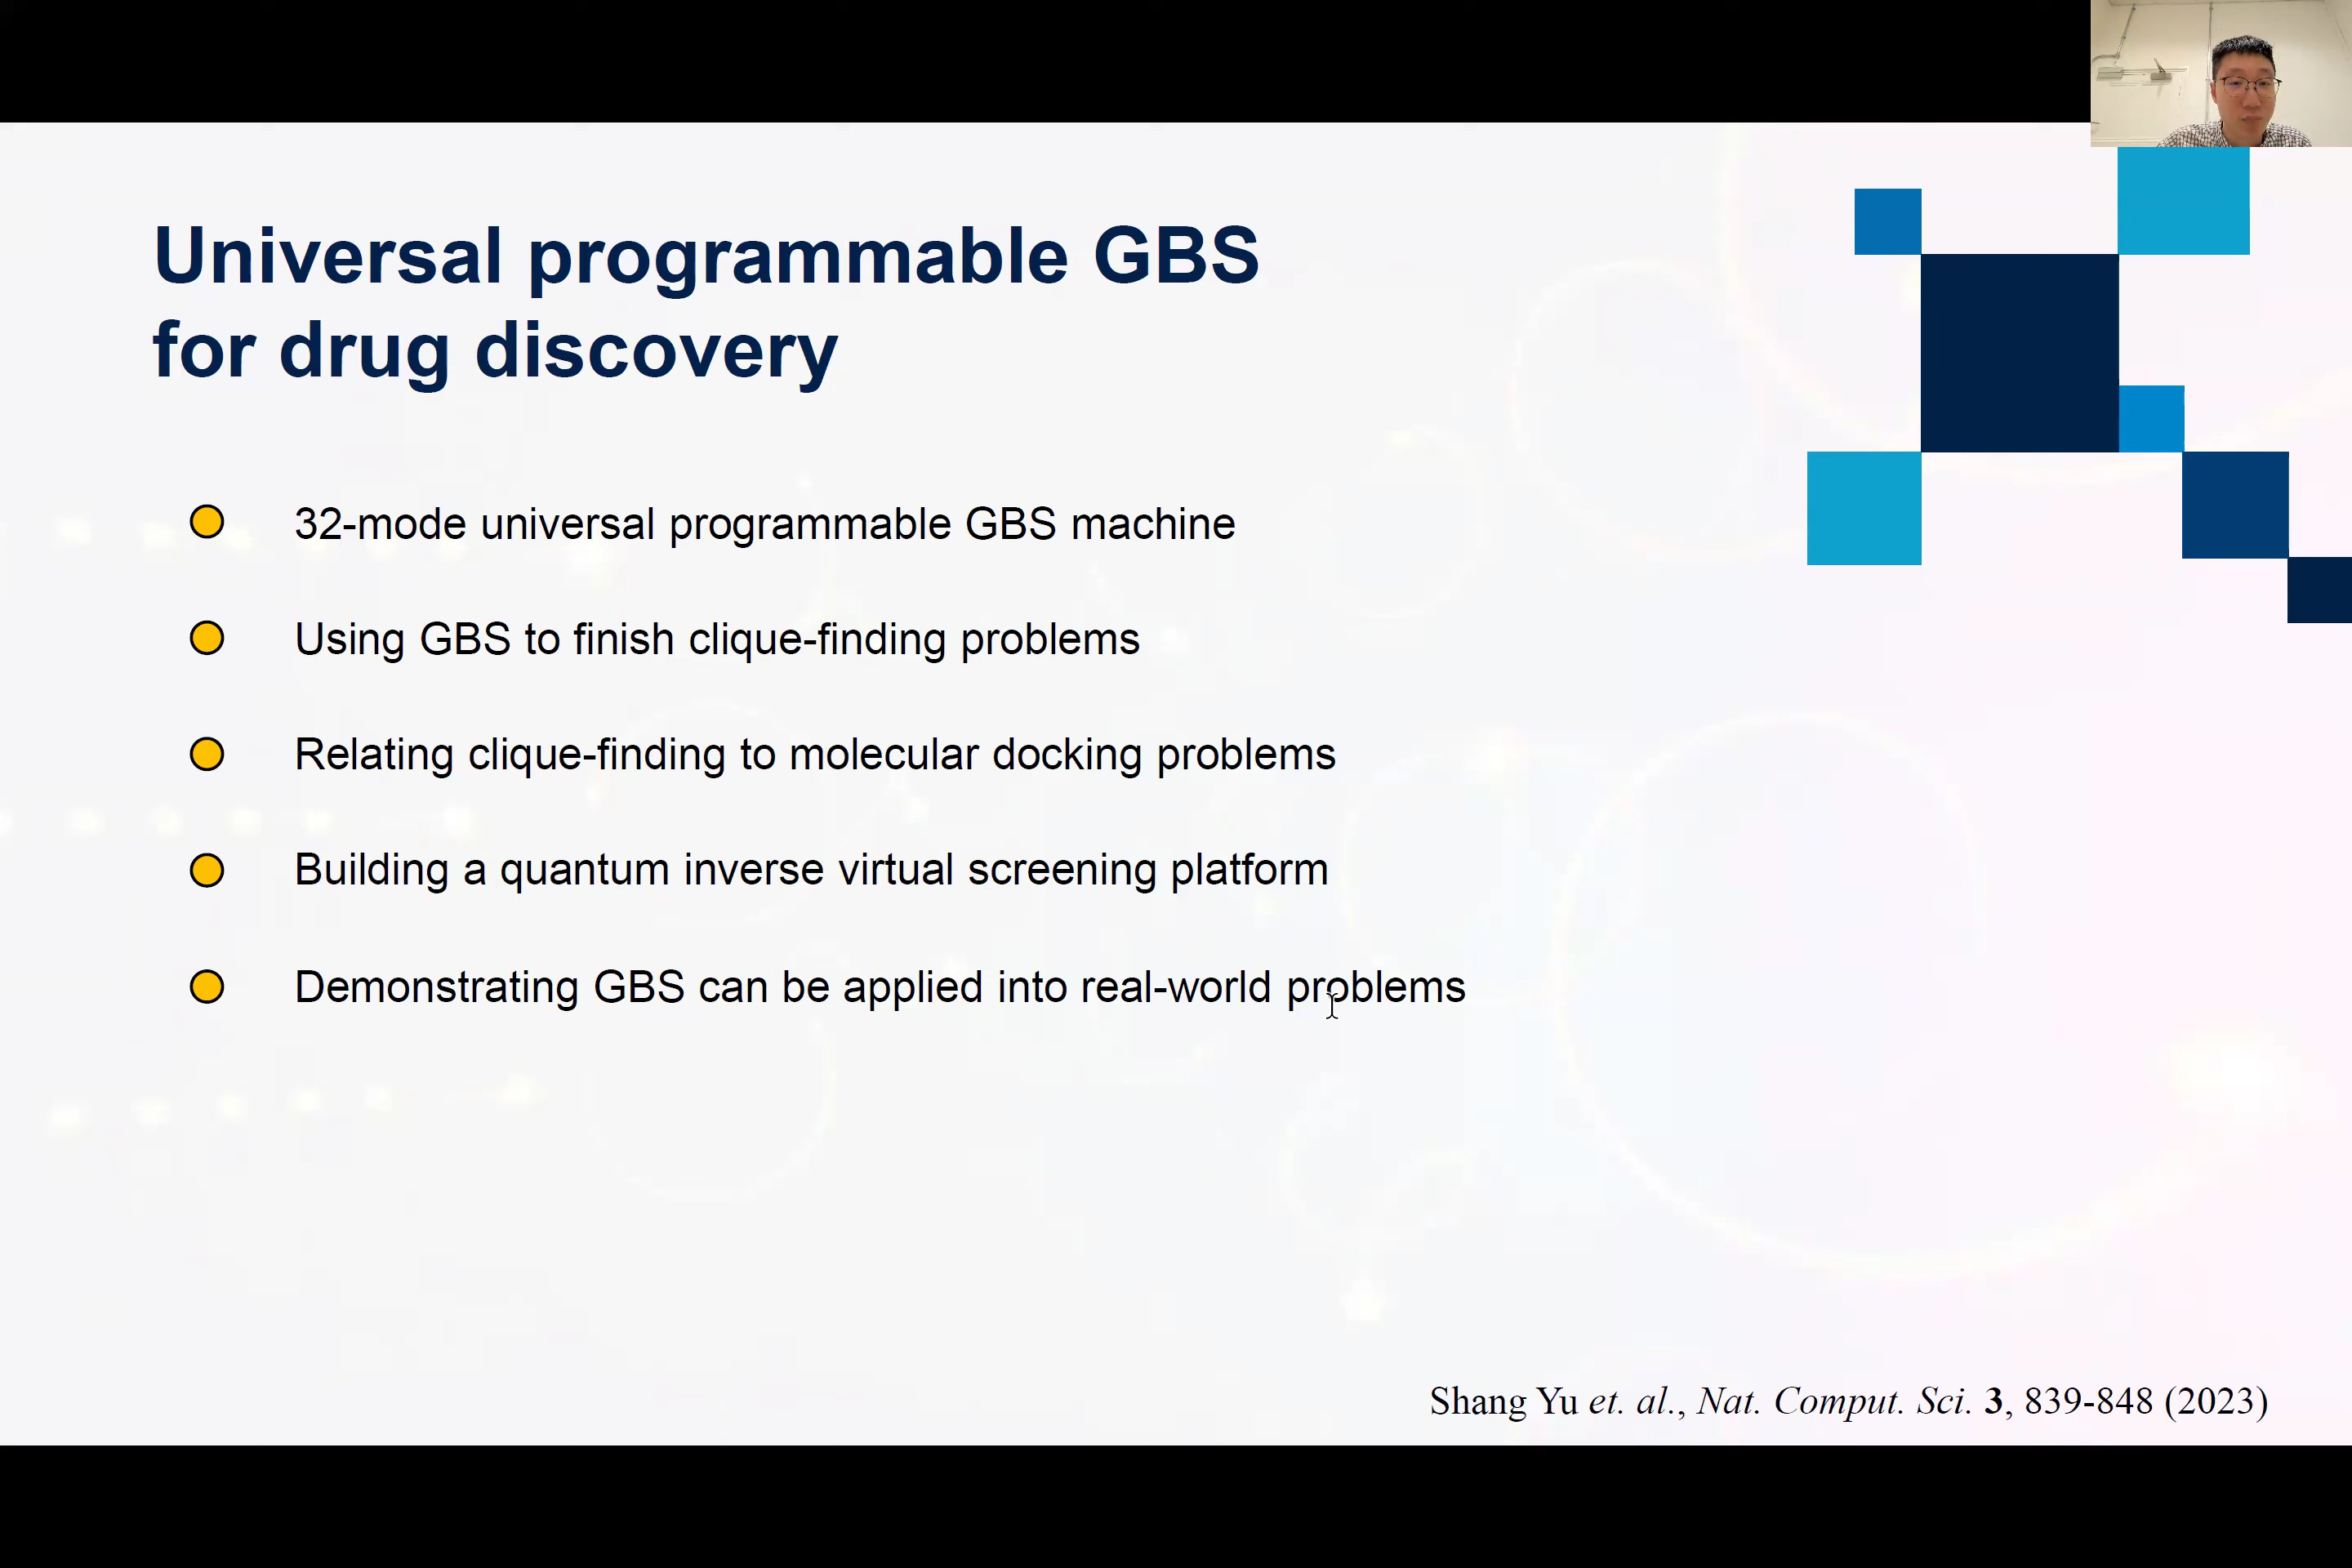 Universal programmable GBS
for drug discovery
32-mode universal programmable GBS machine
Using GBS to finish clique-finding problems
Relating clique-finding to molecular docking problems
Building a quantum inverse virtual screening platform
Demonstrating GBS can be applied into real-world problems
Shang Yu et. al., Nat. Comput. Sci. 3, 839-848 (2023)